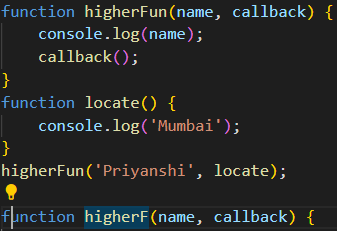 function higherFun(name, callback) {
    console.log(name);
    callback();
}
function locate() {
    console.log('Mumbai');
}
higherFun('Priyanshi', locate);
function higherF(name, callback) {